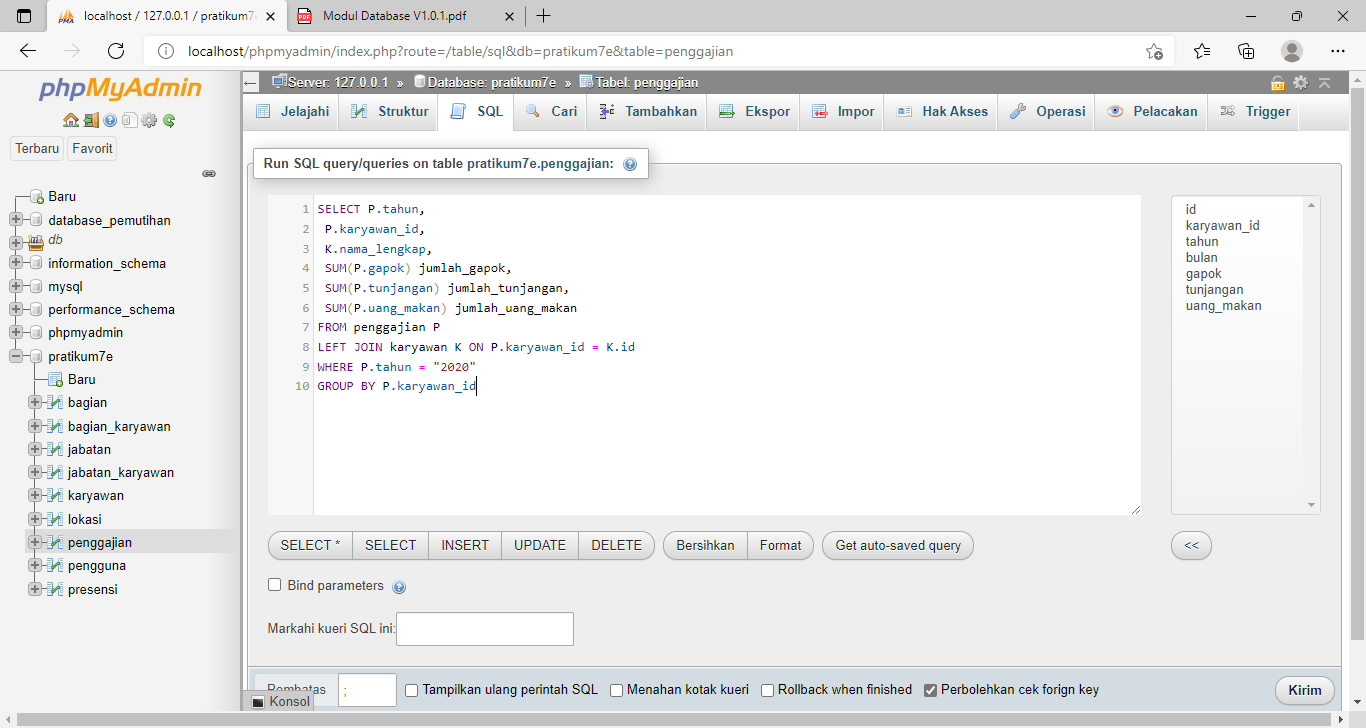 localhost / 127.0.0.1 / pratikum7e
Modul Database V1.0.1.pdf
localhost/phpmyadmin/index.php?route=/table/sql&db=pratikum7e&table=penggajian
phpMyAdmin
Terbaru
Favorit
Baru
database_pemutihan
db
information_schema
mysql
performance_schema
phpmyadmin
pratikum7e
Baru
bagian
bagian_karyawan
jabatan
jabatan_karyawan
karyawan
lokasi
penggajian
pengguna
presensi
Server: 127.0.0.1 » Database: pratikum7e » Tabel: penggajian
Jelajahi Struktur SQL Cari Tambahkan Ekspor Impor Hak Akses Operasi Pelacakan Trigger
Run SQL query/queries on table pratikum7e.penggajian:
1 SELECT P.tahun,
2 P.karyawan_id,
3 K.nama_lengkap,
4 SUM(P.gapok) jumlah_gapok,
5 SUM(P.tunjangan) jumlah_tunjangan,
6 SUM(P.uang_makan) jumlah_uang_makan
7 FROM penggajian P
8 LEFT JOIN karyawan K ON P.karyawan_id = K.id
9 WHERE P.tahun = "2020"
10 GROUP BY P.karyawan_id
id
karyawan_id
tahun
bulan
gapok
tunjangan
uang_makan
SELECT * SELECT INSERT UPDATE DELETE Bersihkan Format Get auto-saved query <<
Bind parameters
Markahi kueri SQL ini:
Pembatas ; Tampilkan ulang perintah SQL Menahan kotak kueri Rollback when finished Perbolehkan cek forign key Kirim
Konsol